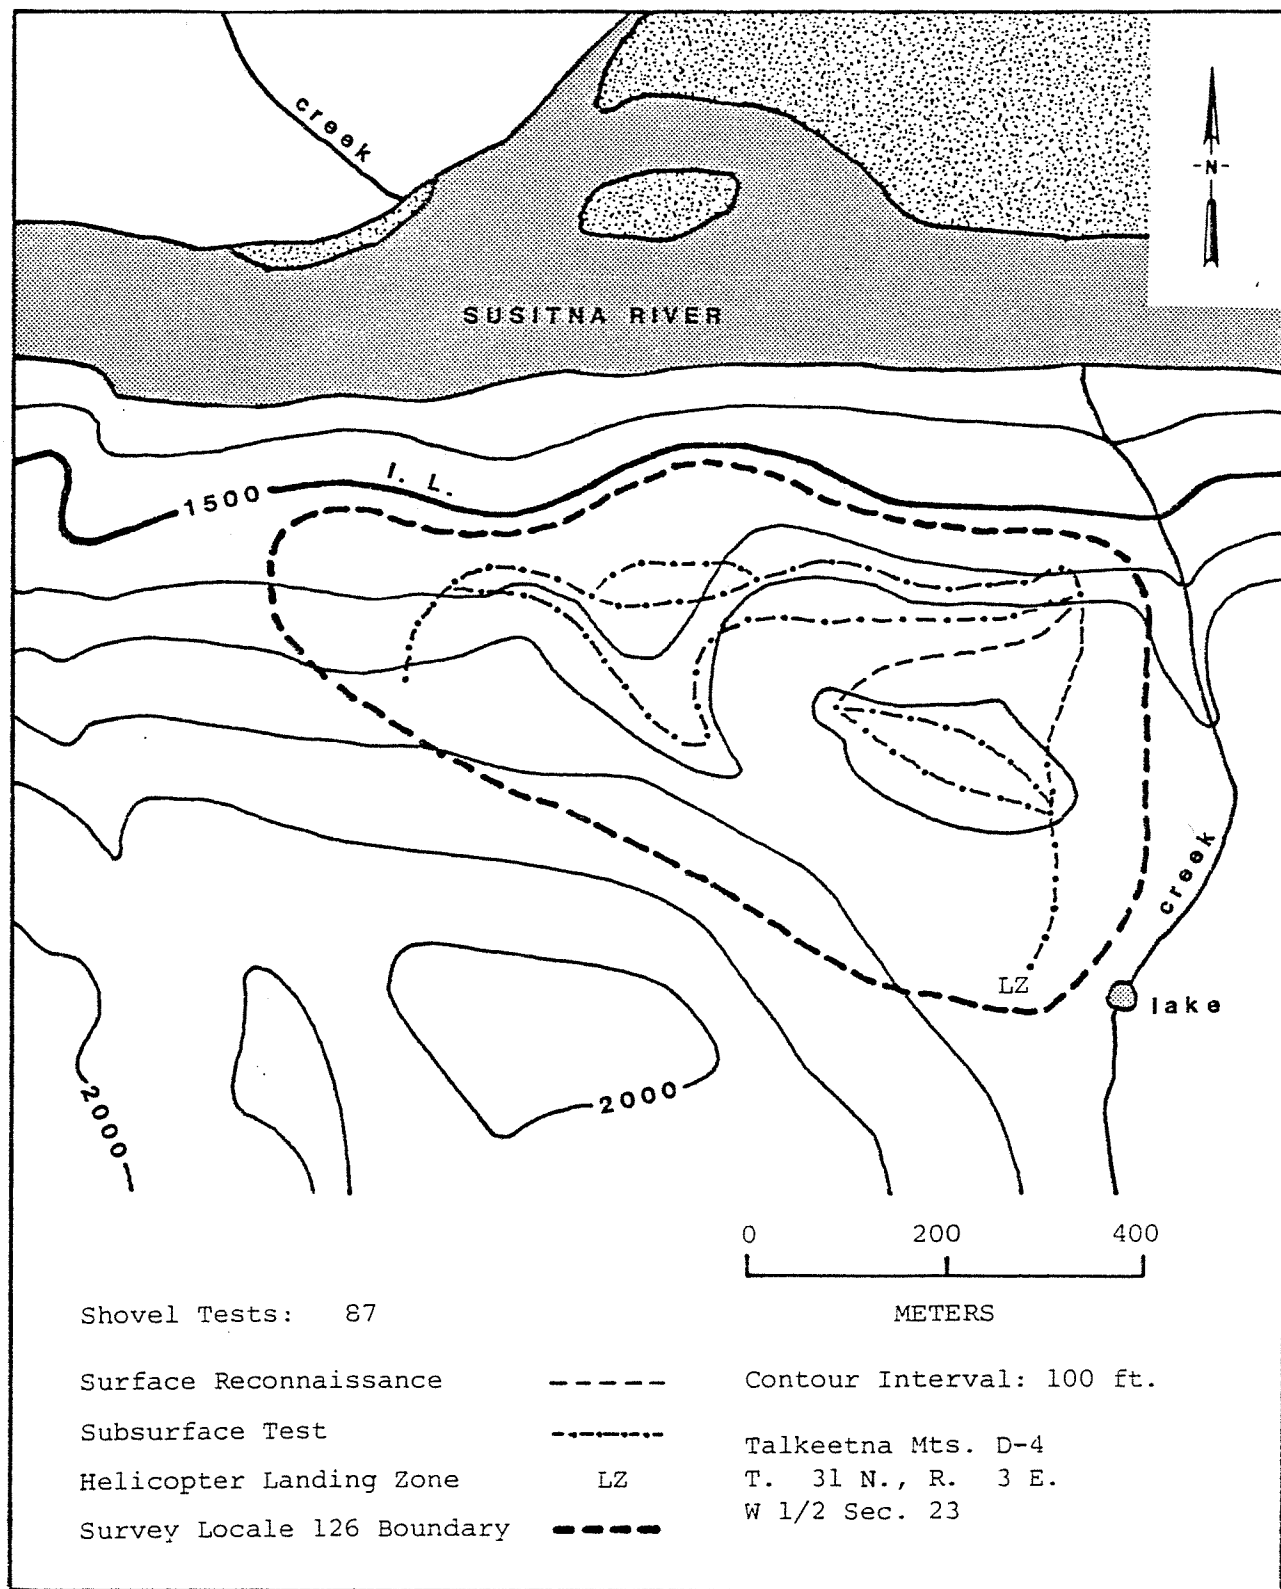 creek
-N-
SUSITNA RIVER
I. L.
1500
creek
LZ
lake
2000
2000
0 200 400
METERS
Shovel Tests: 87
Surface Reconnaissance
Subsurface Test
Helicopter Landing Zone LZ
Survey Locale 126 Boundary
Contour Interval: 100 ft.
Talkeetna Mts. D-4
T. 31 N., R. 3 E.
W 1/2 Sec. 23